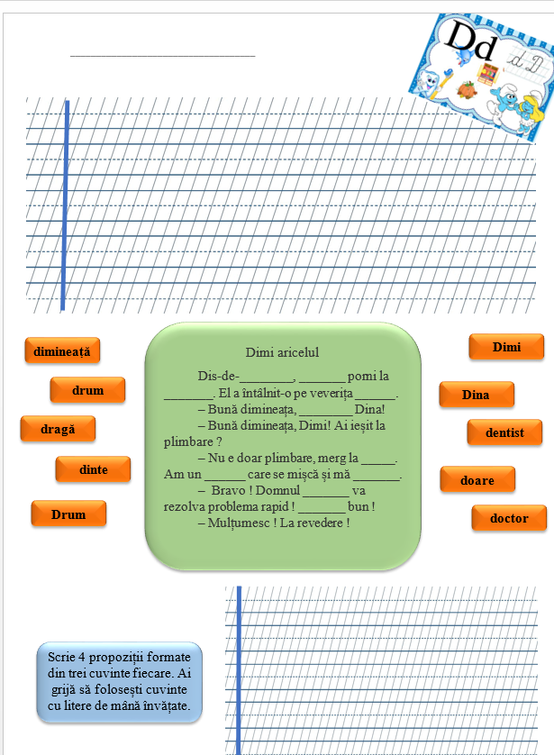 Dd dD
dimineață
drum
dragă
dinte
Drum
Dimi aricelul
Dis-de-________, _______ porni la
________. El a întâlnit-o pe veverița ______.
– Bună dimineața, ________ Dina!
– Bună dimineața, Dimi! Ai ieșit la
plimbare ?
– Nu e doar plimbare, merg la _____.
Am un ______ care se mișcă și mă _______.
– Bravo ! Domnul _______ va
rezolva problema rapid ! _______ bun !
– Mulțumesc ! La revedere !
Dimi
Dina
dentist
doare
doctor
Scrie 4 propoziții formate
din trei cuvinte fiecare. Ai
grijă să folosești cuvinte
cu litere de mână învățate.